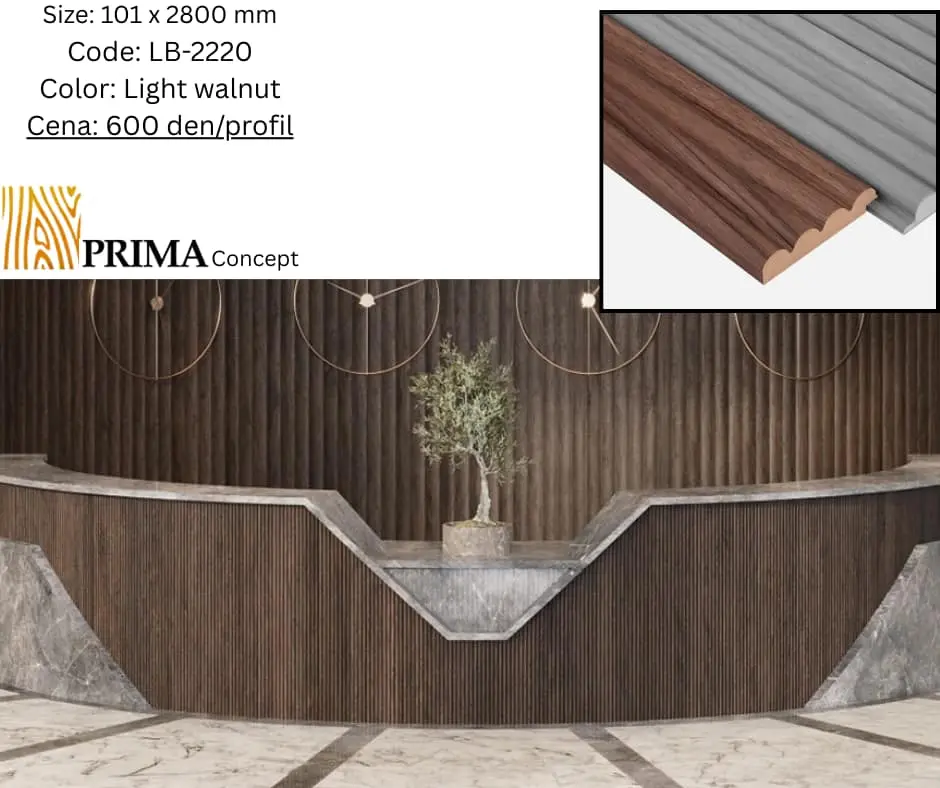 Size: 101 x 2800 mm
Code: LB-2220
Color: Light walnut
Cena: 600 den/profil
PRIMA Concept